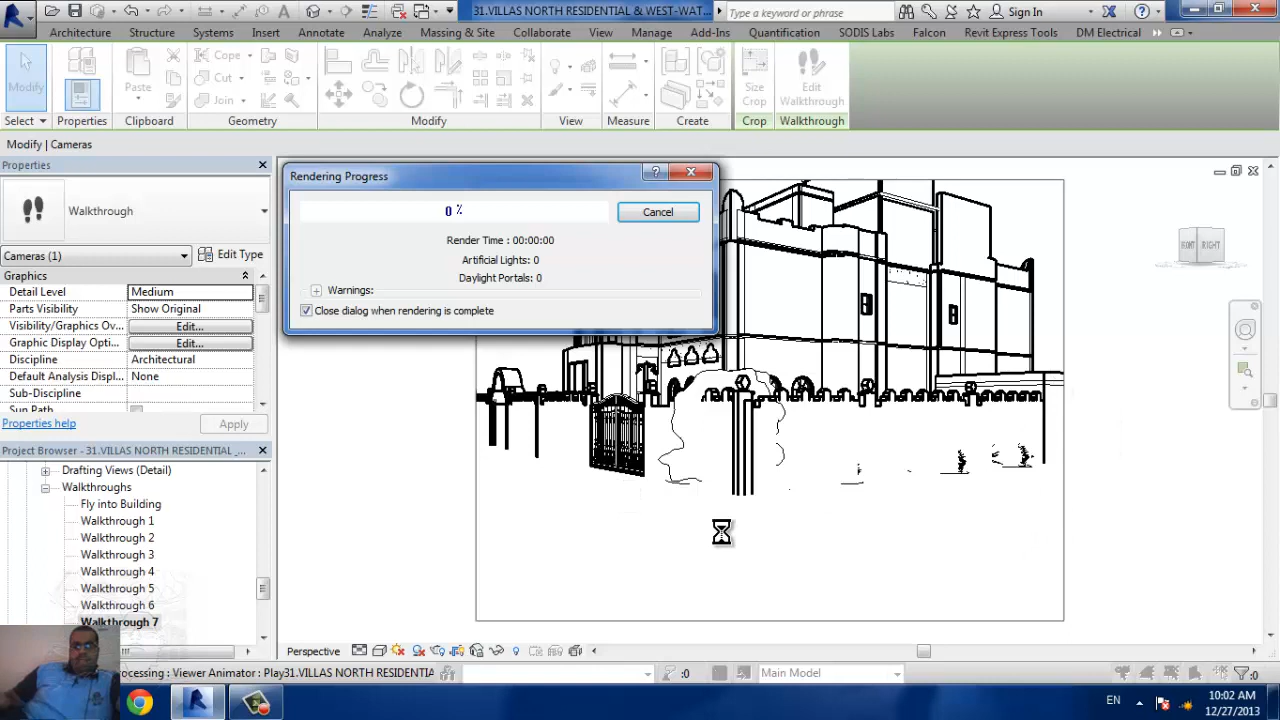 31.VILLAS NORTH RESIDENTIAL & WEST-WAT...
Type a keyword or phrase
Sign In
Architecture Structure Systems Insert Annotate Analyze Massing & Site Collaborate View Manage Add-Ins Quantification SODIS Labs Falcon Revit Express Tools DM Electrical
Modify
Paste
Cope
Cut
Join
Size Crop
Edit Walkthrough
Select Properties Clipboard Geometry Modify View Measure Create Crop Walkthrough
Modify | Cameras
Properties
Walkthrough
Cameras (1)
Edit Type
Graphics
Detail Level Medium
Parts Visibility Show Original
Visibility/Graphics Ov... Edit...
Graphic Display Opti... Edit...
Discipline Architectural
Default Analysis Displ... None
Sub-Discipline
Sun Path
Properties help
Apply
Project Browser - 31.VILLAS NORTH RESIDENTIAL _...
Drafting Views (Detail)
Walkthroughs
Fly into Building
Walkthrough 1
Walkthrough 2
Walkthrough 3
Walkthrough 4
Walkthrough 5
Walkthrough 6
Walkthrough 7
Rendering Progress
0 %
Cancel
Render Time : 00:00:00
Artificial Lights: 0
Daylight Portals: 0
Warnings:
Close dialog when rendering is complete
FRONT RIGHT
Perspective
ocessing : Viewer Animator : Play31.VILLAS NORTH RESIDENTIA
:0
Main Model
:0
EN
10:02 AM
12/27/2013